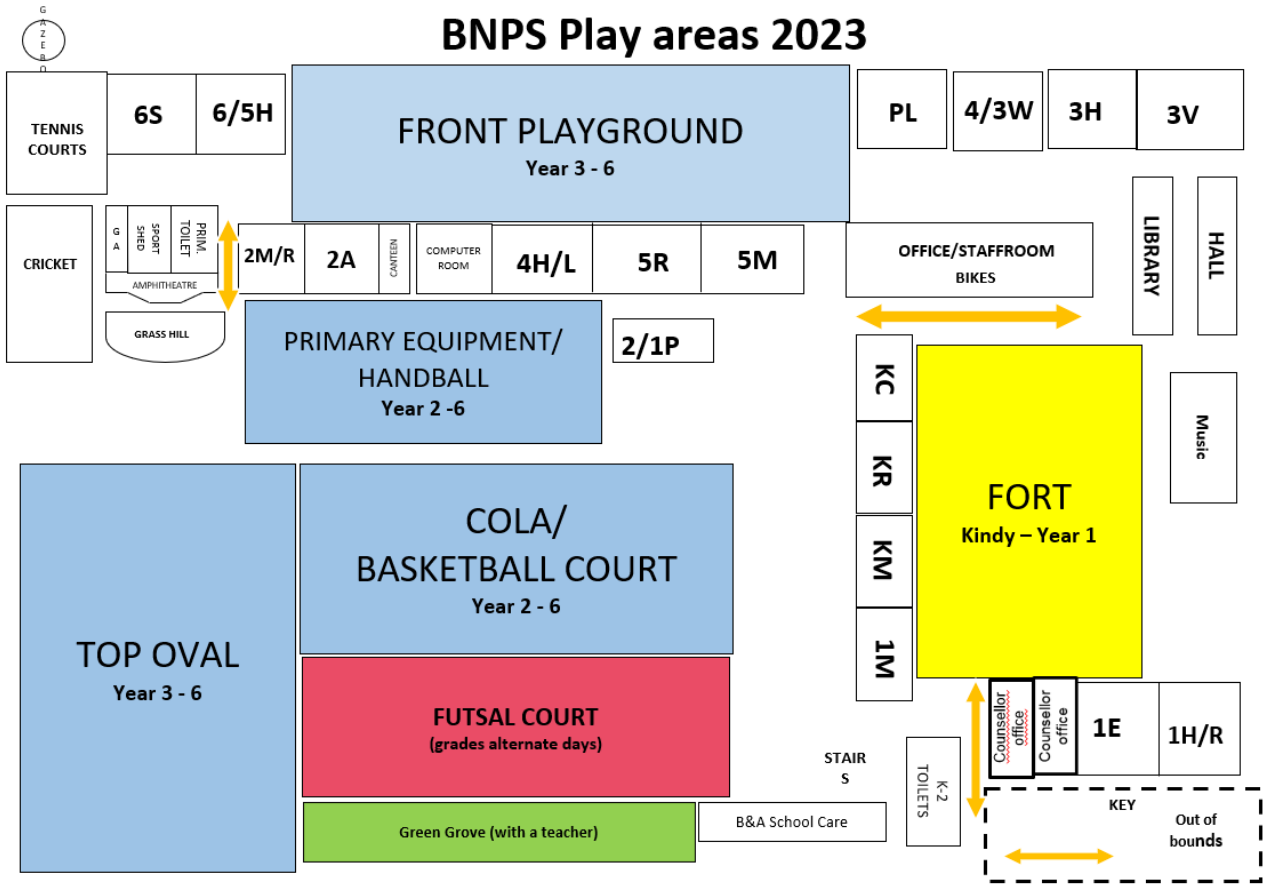 BNPS Play areas 2023
G
A
Z
E
B
O
TENNIS
COURTS
6S
6/5H
FRONT PLAYGROUND
Year 3 - 6
PL
4/3W
3H
3V
CRICKET
G
A
SPORT
SHED
PRIM.
TOILET
AMPHITHEATRE
GRASS HILL
2M/R
2A
CANTEEN
COMPUTER
ROOM
4H/L
5R
5M
OFFICE/STAFFROOM
BIKES
LIBRARY
HALL
PRIMARY EQUIPMENT/
HANDBALL
Year 2 -6
2/1P
KC
KR
KM
1M
FORT
Kindy – Year 1
Music
TOP OVAL
Year 3 - 6
COLA/
BASKETBALL COURT
Year 2 - 6
FUTSAL COURT
(grades alternate days)
Green Grove (with a teacher)
STAIR
S
B&A School Care
K-2
TOILETS
Counsellor
office
Counsellor
office
1E
1H/R
KEY
Out of
bounds